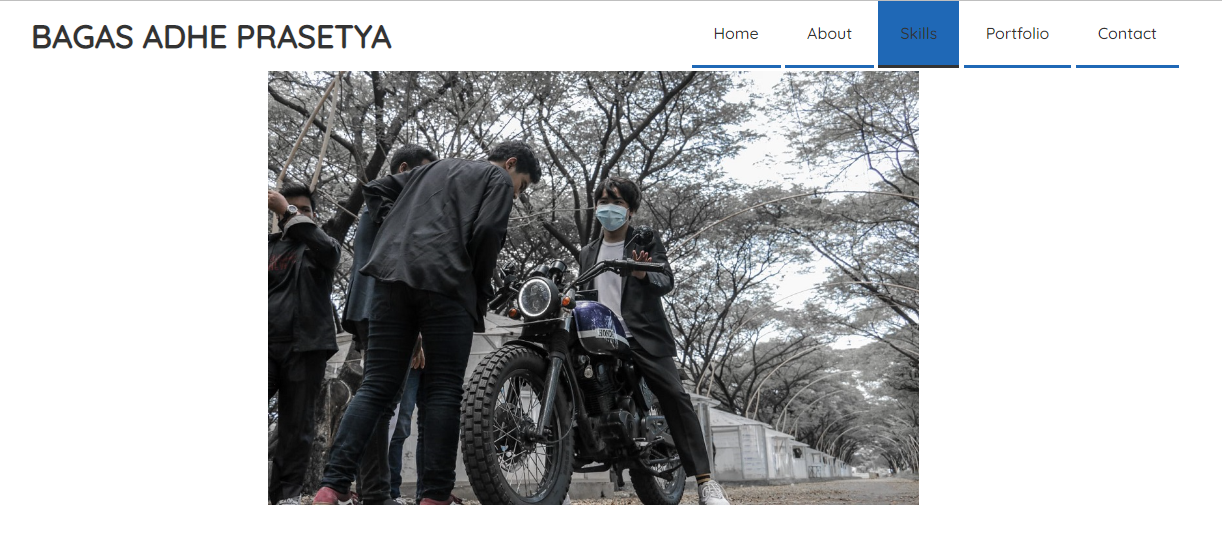 BAGAS ADHE PRASETYA
Home About Skills Portfolio Contact